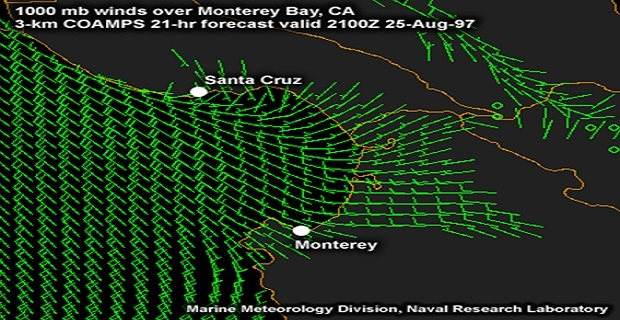 1000 mb winds over Monterey Bay, CA
3-km COAMPS 21-hr forecast valid 2100Z 25-Aug-97
Santa Cruz
Monterey
Marine Meteorology Division, Naval Research Laboratory